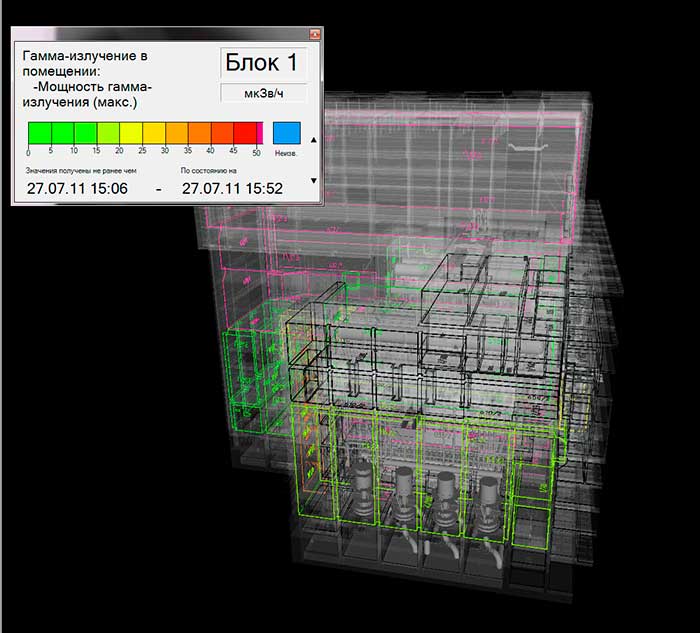 Гамма-излучение в
помещении:
-Мощность гамма-
излучения (макс.)
Блок 1
мкЗв/ч
0 5 10 15 20 25 30 35 40 45 50
Неизв.
Значения получены не ранее чем
По состоянию на
27.07.11 15:06 - 27.07.11 15:52